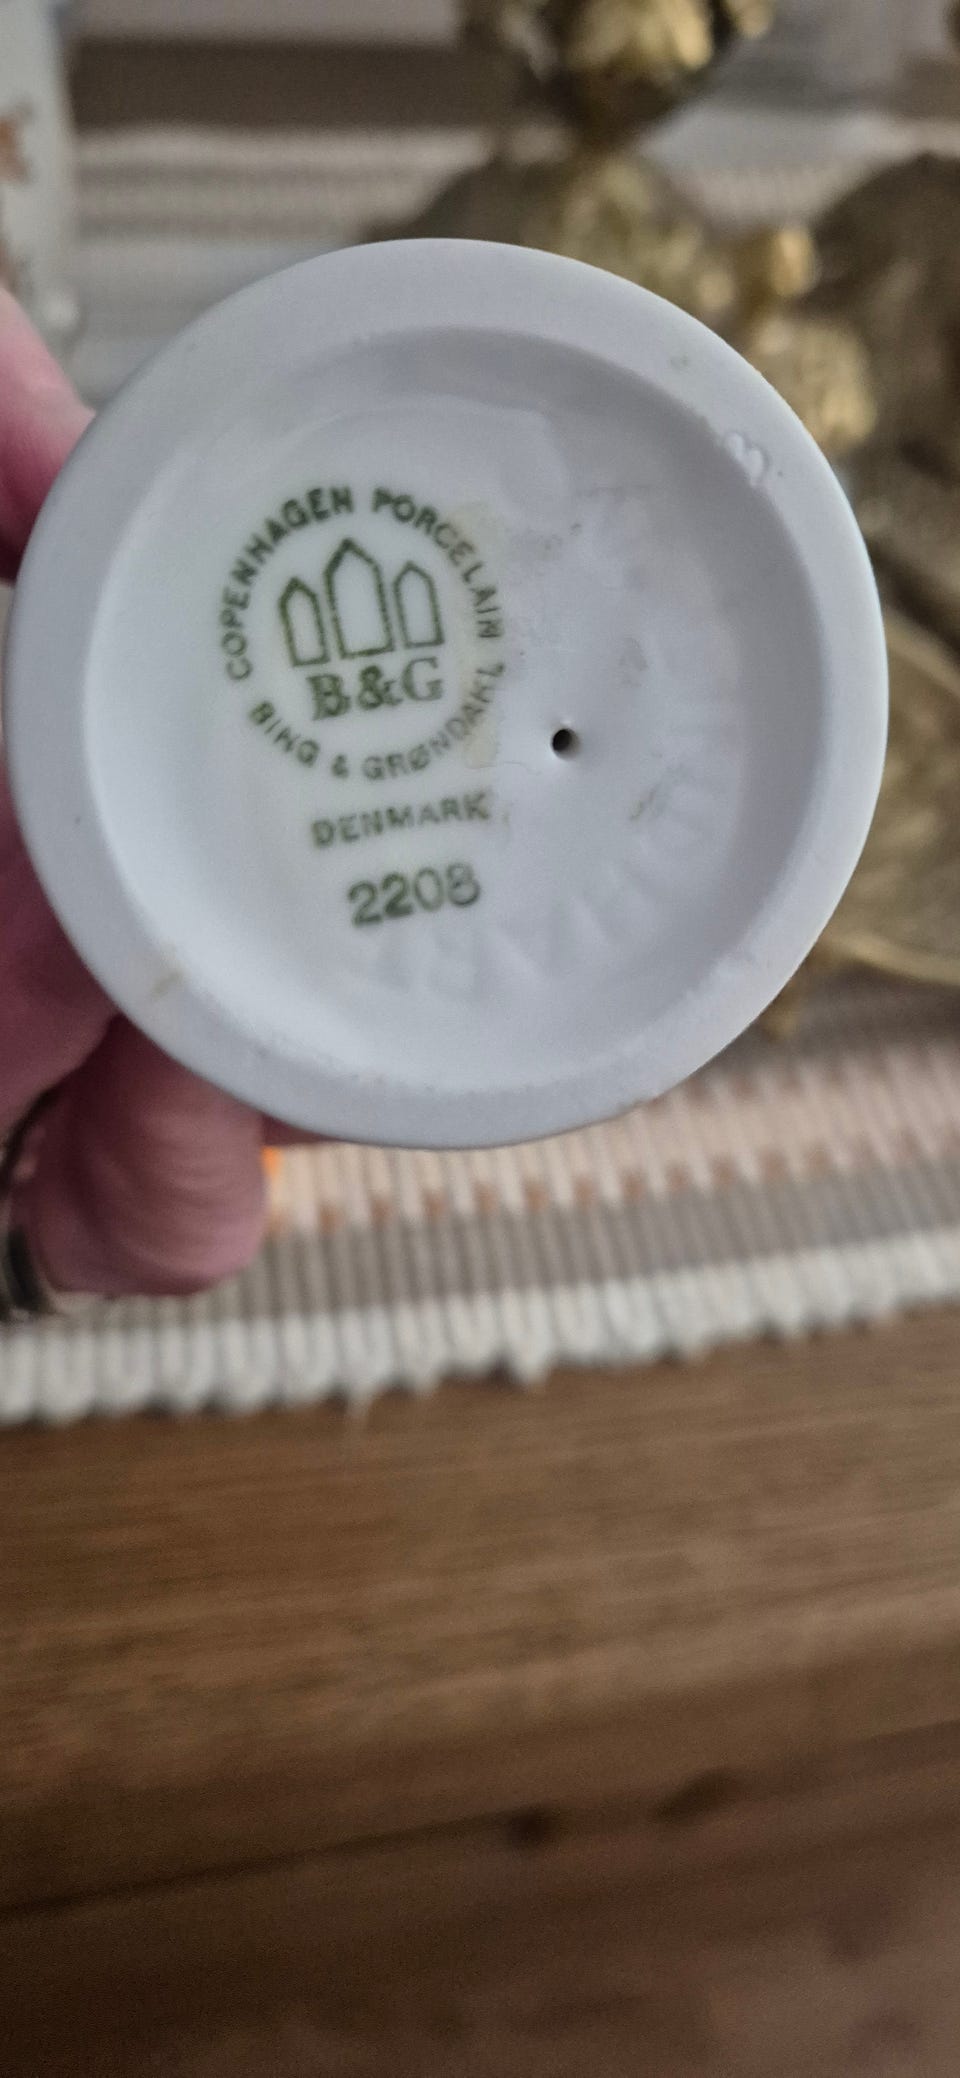 COPENHAGEN PORCELAIN
B&G
BING & GRØNDAHL
DENMARK
2208